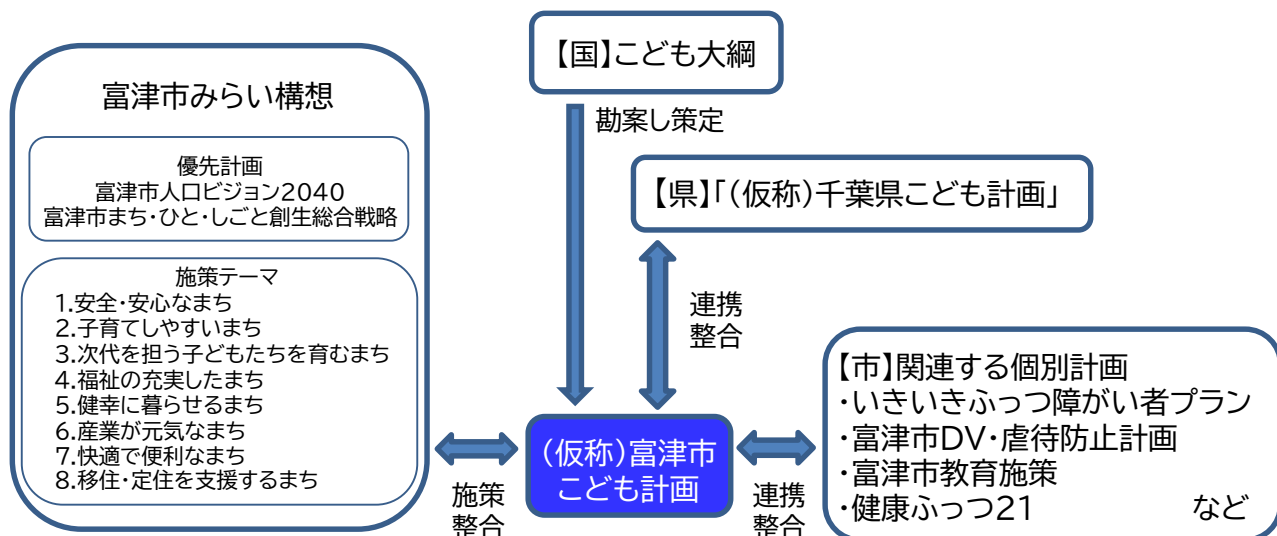 富津市みらい構想
優先計画
富津市人口ビジョン2040
富津市まち・ひと・しごと創生総合戦略
施策テーマ
1.安全・安心なまち
2.子育てしやすいまち
3.次代を担う子どもたちを育むまち
4.福祉の充実したまち
5.健幸に暮らせるまち
6.産業が元気なまち
7.快適で便利なまち
8.移住・定住を支援するまち
【国】こども大綱
勘案し策定
【県】「(仮称)千葉県こども計画」
連携
整合
施策
整合
(仮称)富津市
こども計画
連携
整合
【市】関連する個別計画
・いきいきふっつ障がい者プラン
・富津市DV・虐待防止計画
・富津市教育施策
・健康ふっつ21 など